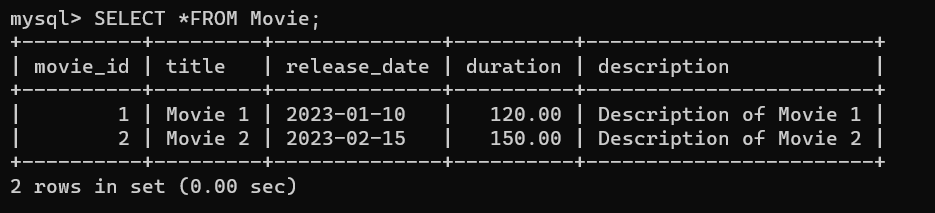 mysql> SELECT *FROM Movie;
+----------+---------+--------------+----------+------------------------+
| movie_id | title   | release_date | duration | description            |
+----------+---------+--------------+----------+------------------------+
|        1 | Movie 1 | 2023-01-10   |   120.00 | Description of Movie 1 |
|        2 | Movie 2 | 2023-02-15   |   150.00 | Description of Movie 2 |
+----------+---------+--------------+----------+------------------------+
2 rows in set (0.00 sec)